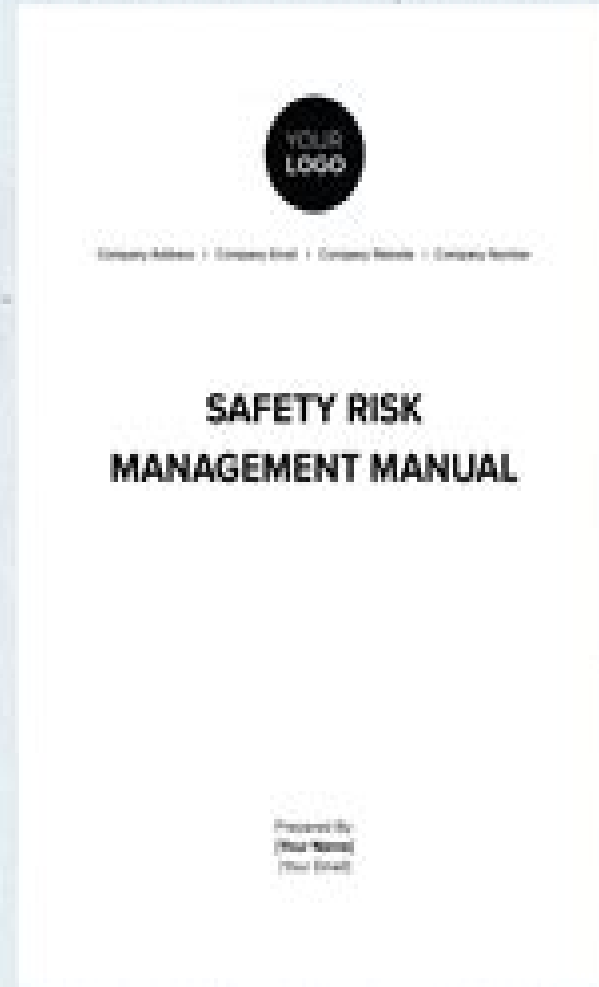 YOUR
LOGO
Company Address • Company Email • Company Website • Company Number
SAFETY RISK
MANAGEMENT MANUAL
Prepared By
[Your Name]
[Your Email]